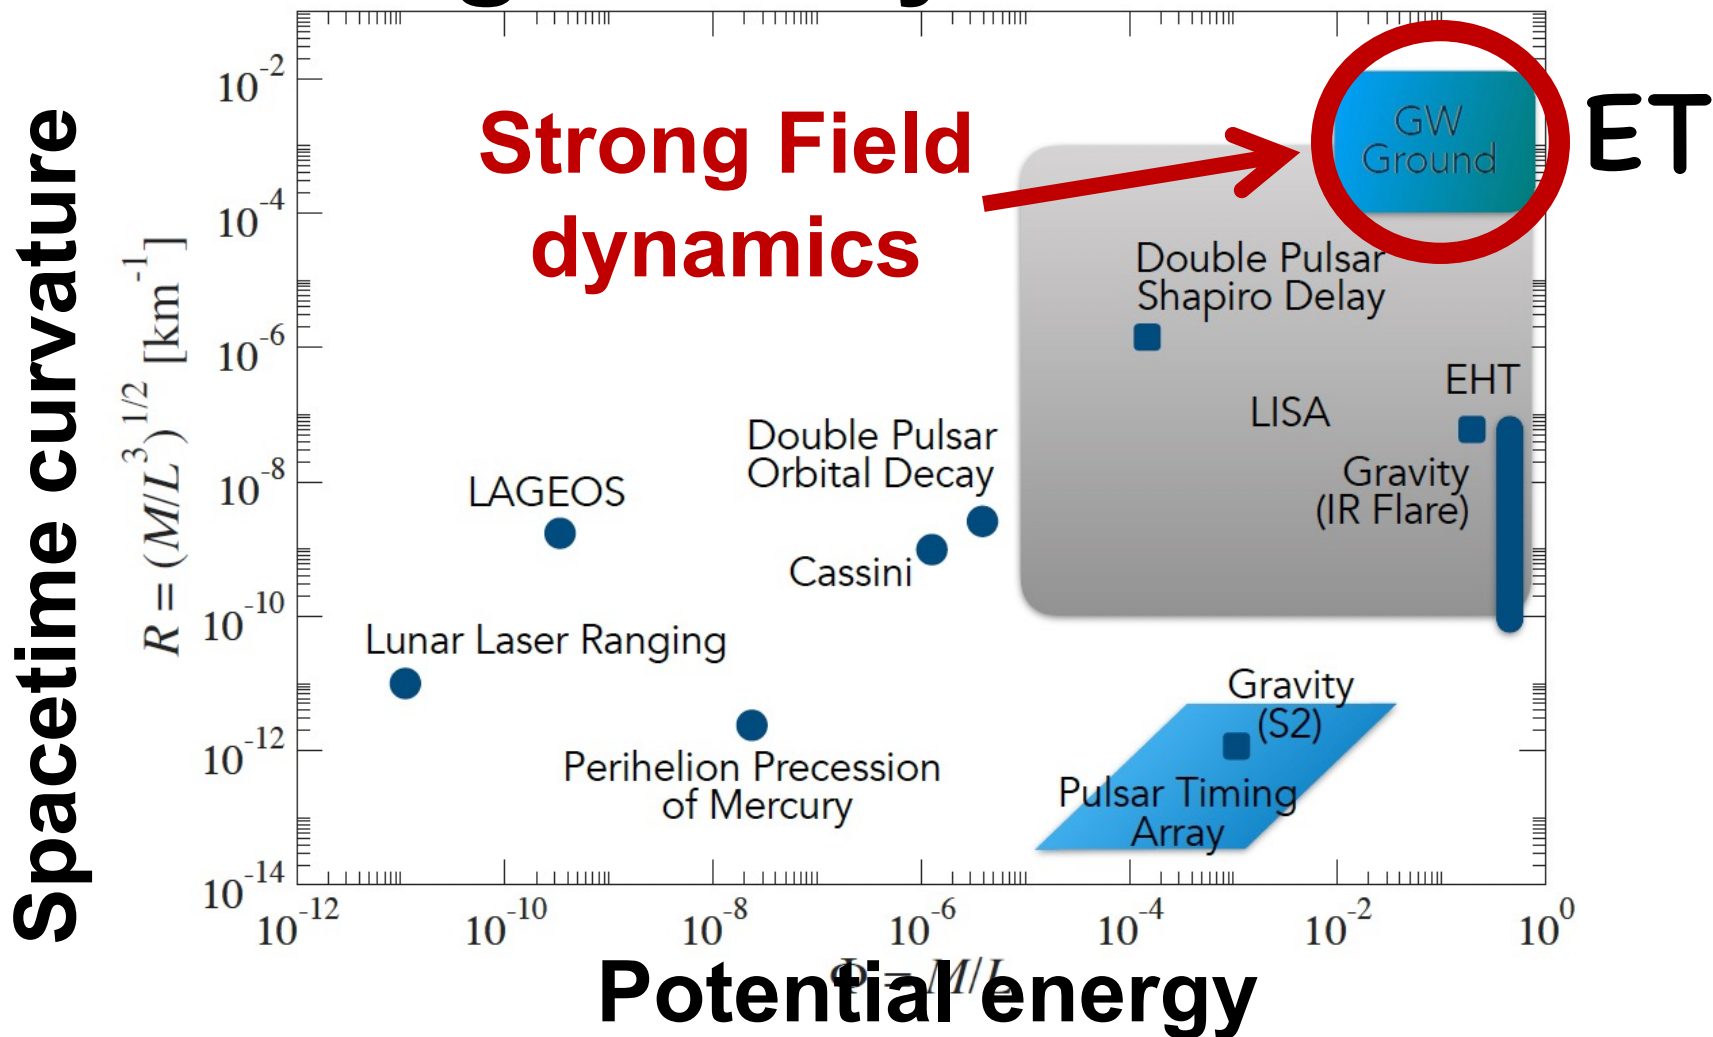 Spacetime curvature
R = (M/L³)^1/2 [km⁻¹]
10⁻²
10⁻⁴
10⁻⁶
10⁻⁸
10⁻¹⁰
10⁻¹²
10⁻¹⁴
Strong Field
dynamics
GW
Ground
ET
Double Pulsar
Shapiro Delay
EHT
LISA
Gravity
(IR Flare)
Double Pulsar
Orbital Decay
LAGEOS
Cassini
Lunar Laser Ranging
Perihelion Precession
of Mercury
Gravity
(S2)
Pulsar Timing
Array
10⁻¹² 10⁻¹⁰ 10⁻⁸ 10⁻⁶ 10⁻⁴ 10⁻² 10⁰
Φ = M/L
Potential energy